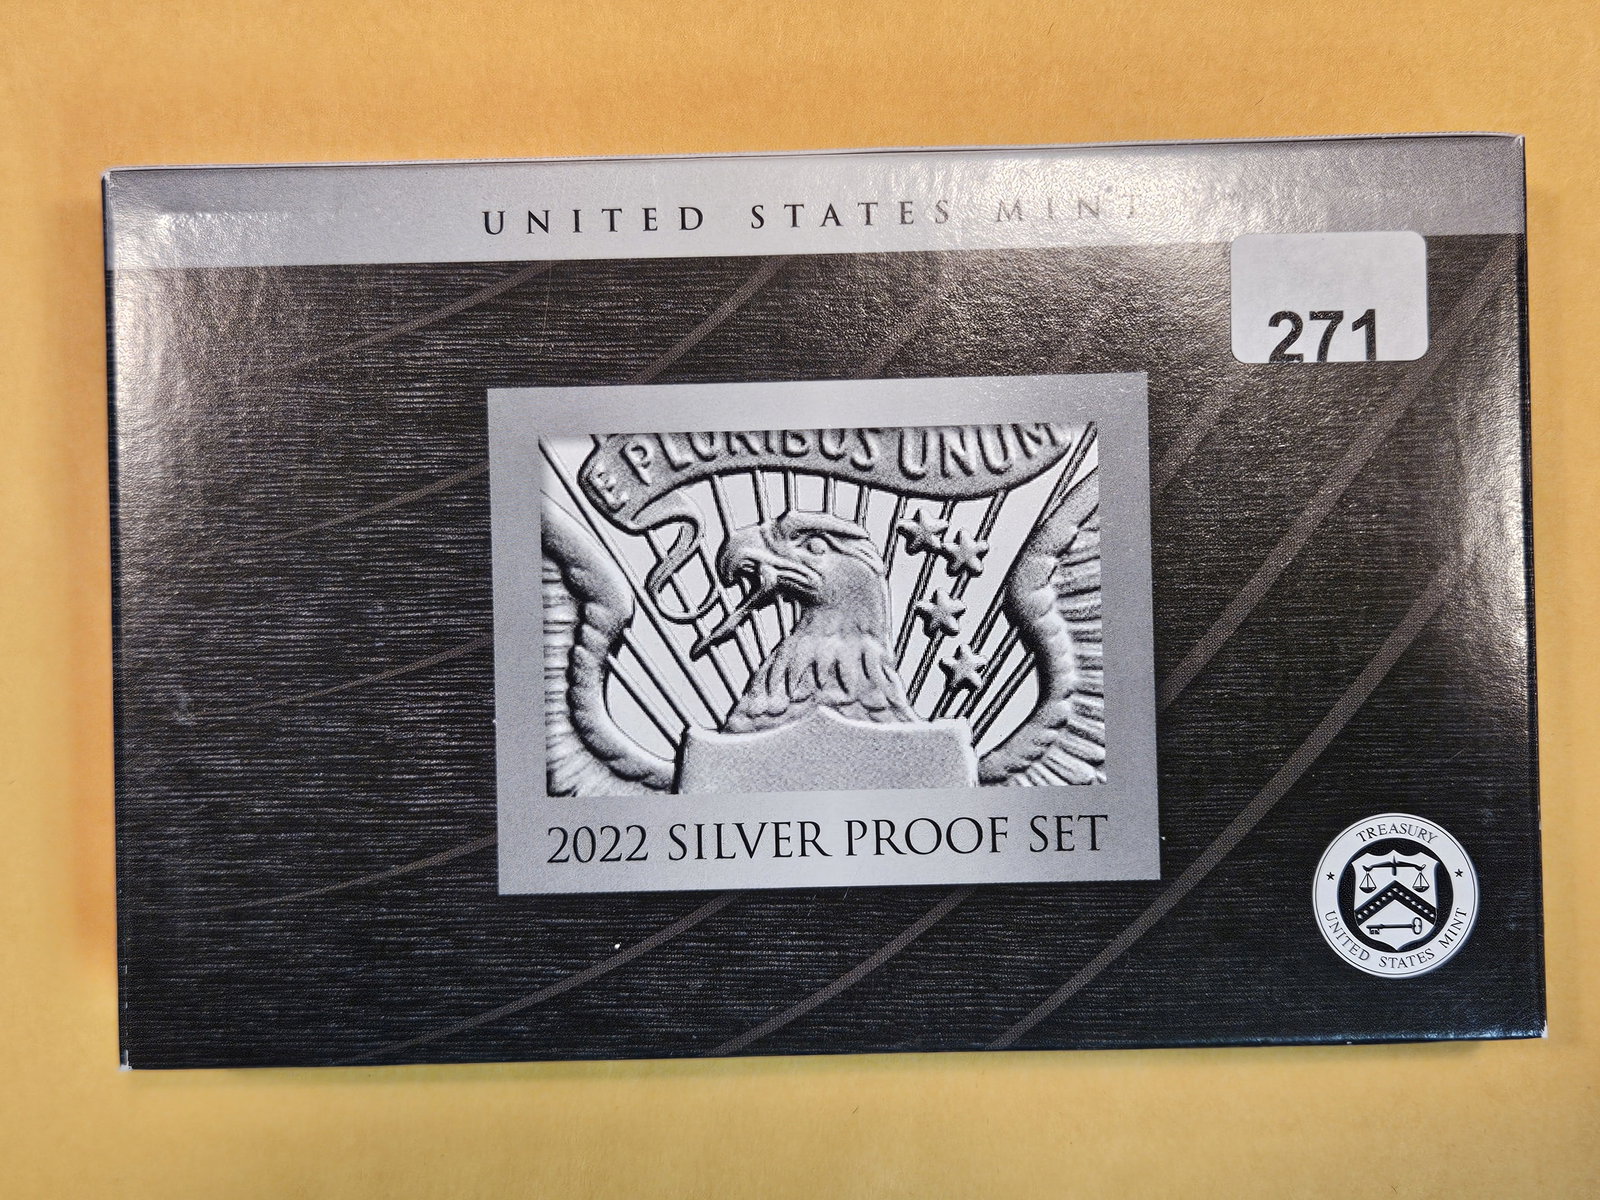 UNITED STATES MINT
271
E PLURIBUS UNUM
2022 SILVER PROOF SET
TREASURY
UNITED STATES MINT